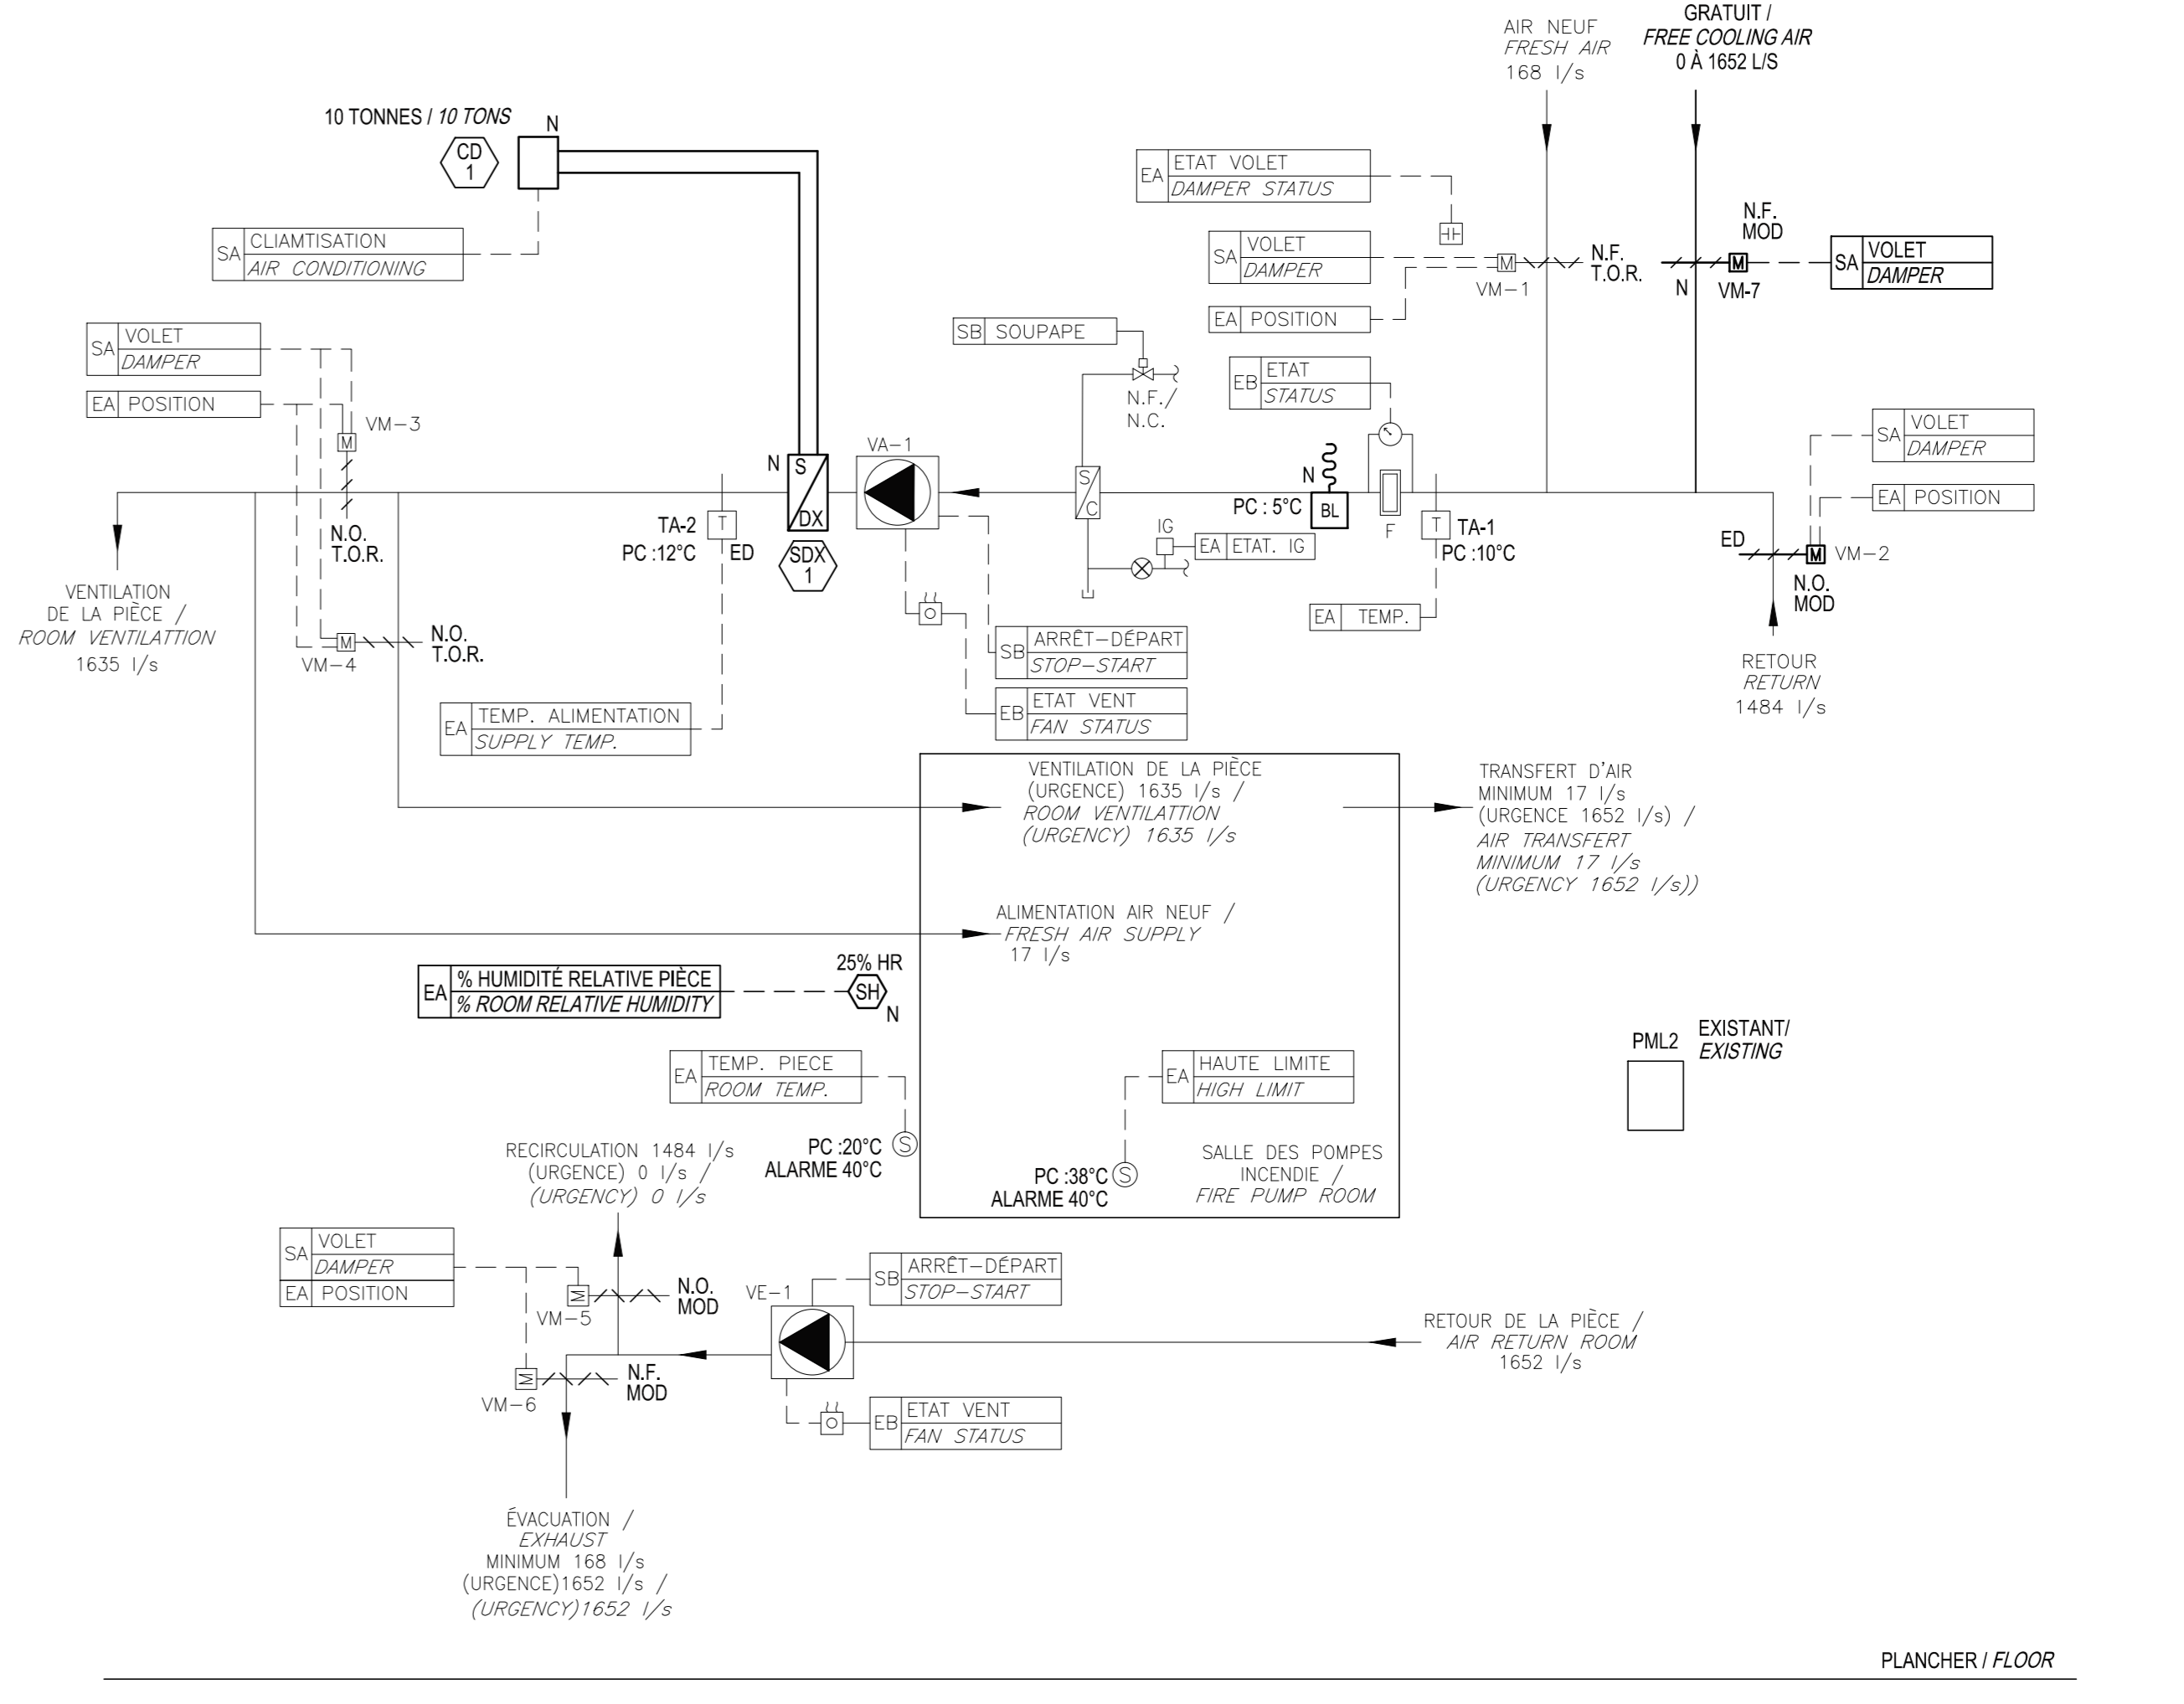 AIR NEUF
FRESH AIR
168 l/s
GRATUIT /
FREE COOLING AIR
0 À 1652 L/S
10 TONNES / 10 TONS
N
CD
1
SA CLIAMTISATION
AIR CONDITIONING
EA ETAT VOLET
DAMPER STATUS
SA VOLET
DAMPER
EA POSITION
N.F.
T.O.R.
VM-1
N.F.
MOD
N
VM-7
SA VOLET
DAMPER
SA VOLET
DAMPER
EA POSITION
VM-3
N.O.
T.O.R.
SB SOUPAPE
N.F./
N.C.
EB ETAT
STATUS
SA VOLET
DAMPER
EA POSITION
N S
DX
SDX
1
VA-1
S
C
N
PC : 5°C
BL
F
T
TA-1
PC :10°C
EA TEMP.
IG
EA ETAT. IG
TA-2
T
PC :12°C
ED
ED
M
VM-2
N.O.
MOD
RETOUR
RETURN
1484 l/s
VENTILATION
DE LA PIÈCE /
ROOM VENTILATTION
1635 l/s
M
VM-4
N.O.
T.O.R.
M
M
M
SB ARRÊT-DÉPART
STOP-START
EB ETAT VENT
FAN STATUS
EA TEMP. ALIMENTATION
SUPPLY TEMP.
VENTILATION DE LA PIÈCE
(URGENCE) 1635 l/s /
ROOM VENTILATTION
(URGENCY) 1635 l/s
TRANSFERT D'AIR
MINIMUM 17 l/s
(URGENCE 1652 l/s) /
AIR TRANSFERT
MINIMUM 17 l/s
(URGENCY 1652 l/s))
ALIMENTATION AIR NEUF /
FRESH AIR SUPPLY
17 l/s
EA % HUMIDITÉ RELATIVE PIÈCE
% ROOM RELATIVE HUMIDITY
25% HR
SH
N
PML2
EXISTANT/
EXISTING
EA TEMP. PIECE
ROOM TEMP.
PC :20°C
ALARME 40°C
S
EA HAUTE LIMITE
HIGH LIMIT
PC :38°C
ALARME 40°C
S
SALLE DES POMPES
INCENDIE /
FIRE PUMP ROOM
RECIRCULATION 1484 l/s
(URGENCE) 0 l/s /
(URGENCY) 0 l/s
SA VOLET
DAMPER
EA POSITION
M
VM-5
N.O.
MOD
VE-1
SB ARRÊT-DÉPART
STOP-START
RETOUR DE LA PIÈCE /
AIR RETURN ROOM
1652 l/s
M
VM-6
N.F.
MOD
EB ETAT VENT
FAN STATUS
ÉVACUATION /
EXHAUST
MINIMUM 168 l/s
(URGENCE)1652 l/s /
(URGENCY)1652 l/s
PLANCHER / FLOOR